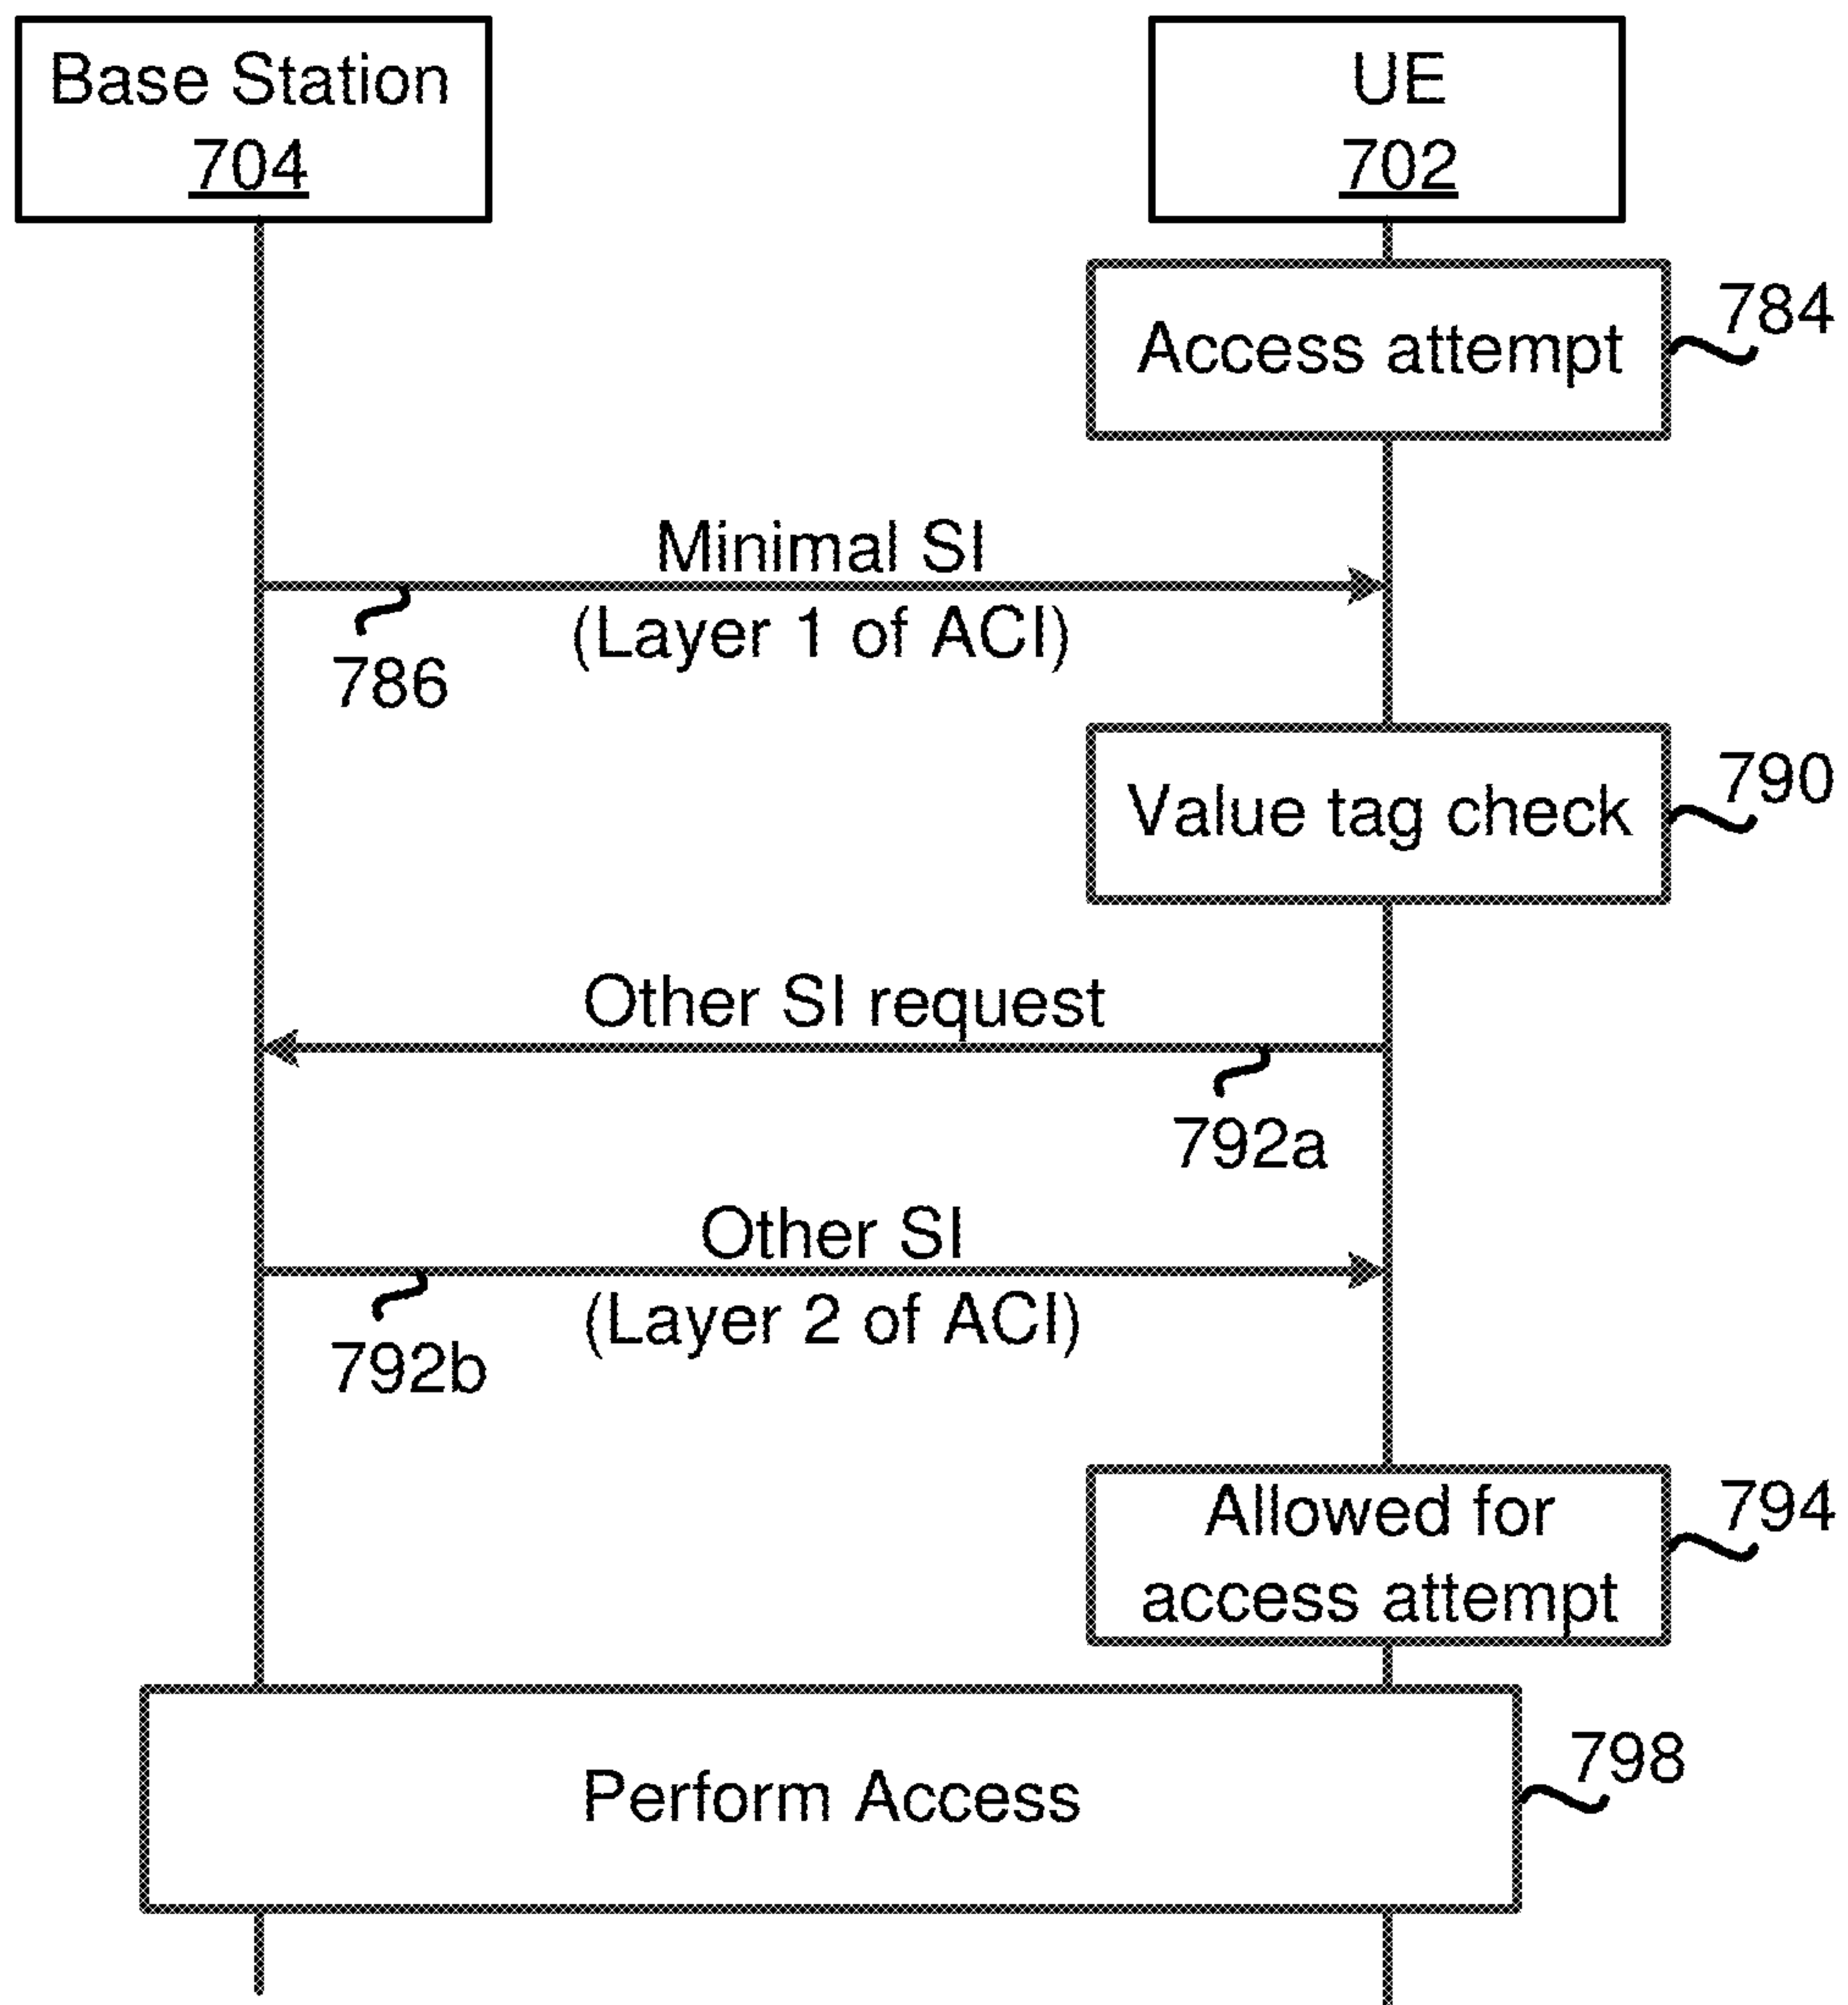 Base Station
704
UE
702
Access attempt
784
Minimal SI
(Layer 1 of ACI)
786
Value tag check
790
Other SI request
792a
Other SI
(Layer 2 of ACI)
792b
Allowed for
access attempt
794
Perform Access
798